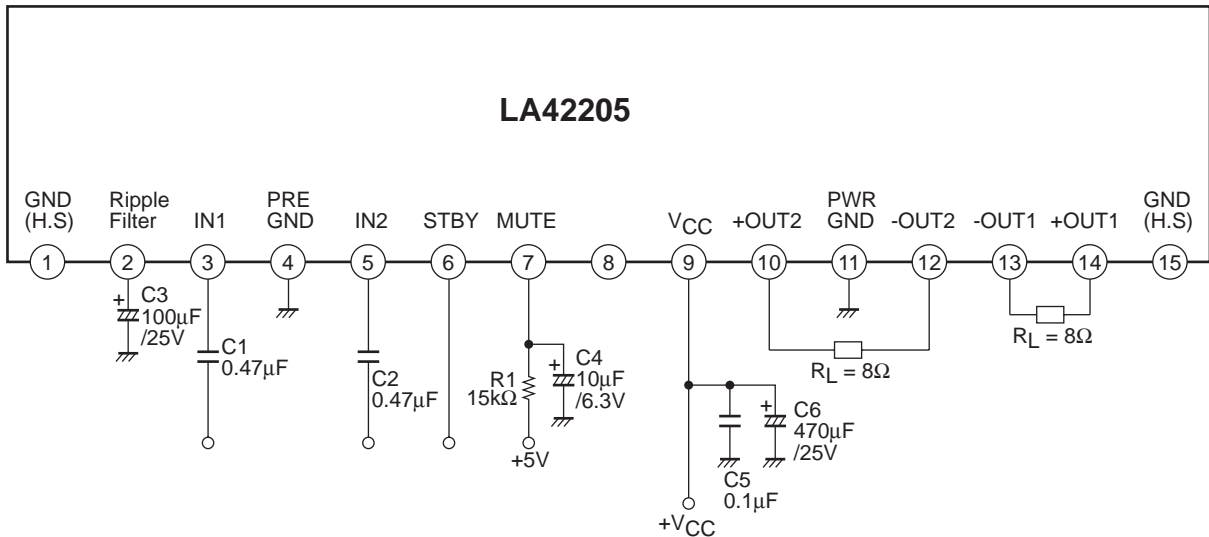 LA42205
GND
(H.S)
Ripple
Filter
IN1
PRE
GND
IN2
STBY
MUTE
VCC
+OUT2
PWR
GND
-OUT2
-OUT1
+OUT1
GND
(H.S)
1
2
3
4
5
6
7
8
9
10
11
12
13
14
15
+
C3
100µF
/25V
C1
0.47µF
C2
0.47µF
R1
15kΩ
+5V
+
C4
10µF
/6.3V
C5
0.1µF
+
C6
470µF
/25V
+VCC
RL = 8Ω
RL = 8Ω